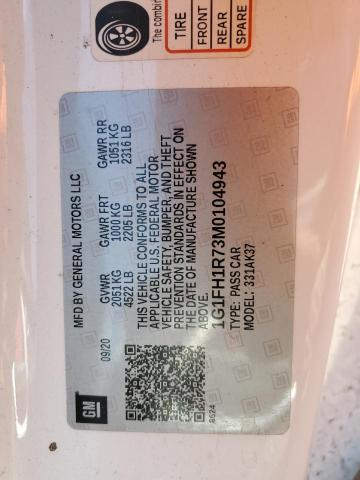 The combin
TIRE
FRONT
REAR
SPARE
MFD BY GENERAL MOTORS LLC
09/20
GVWR GAWR FRT GAWR RR
2051 KG 1000 KG 1051 KG
4522 LB 2205 LB 2316 LB
THIS VEHICLE CONFORMS TO ALL
APPLICABLE U.S. FEDERAL MOTOR
VEHICLE SAFETY, BUMPER, AND THEFT
PREVENTION STANDARDS IN EFFECT ON
THE DATE OF MANUFACTURE SHOWN
ABOVE.
1G1FH1R73M0104943
TYPE: PASS CAR
MODEL: 331AK37
GM
8624